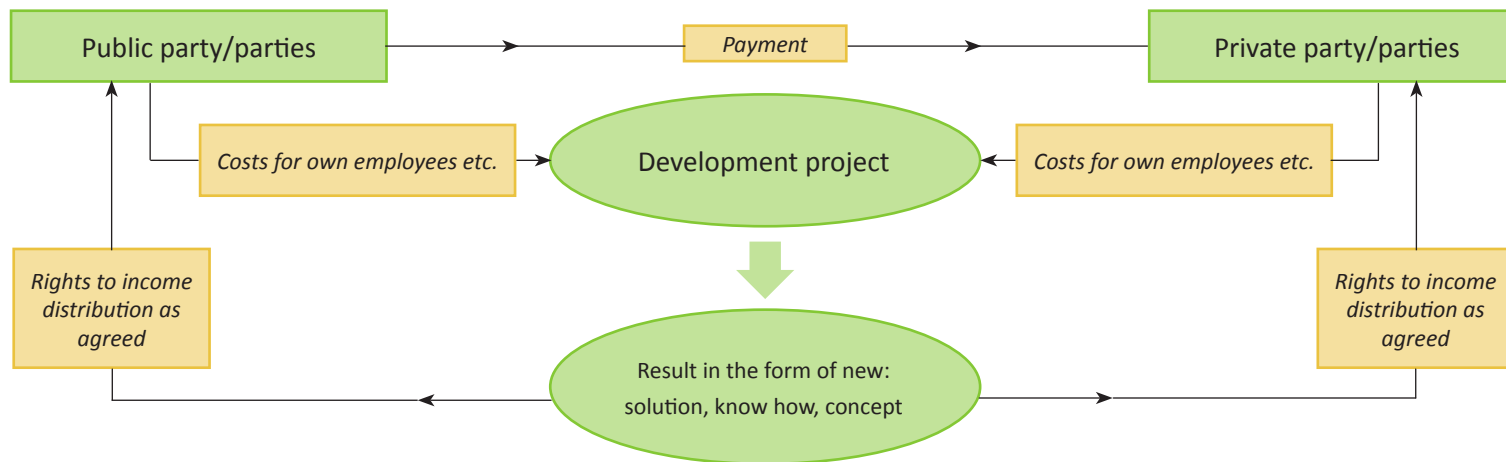 Public party/parties
Payment
Private party/parties
Costs for own employees etc.
Development project
Costs for own employees etc.
Rights to income
distribution as
agreed
Rights to income
distribution as
agreed
Result in the form of new:
solution, know how, concept